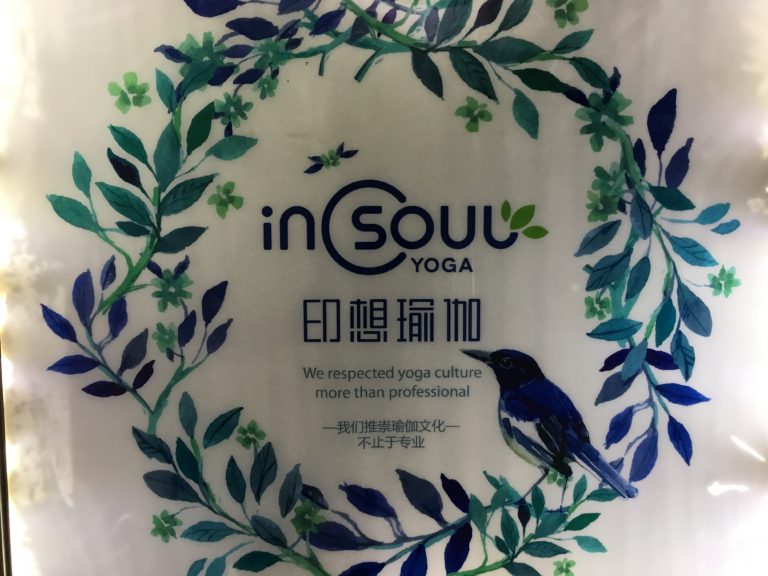 inSOUL
YOGA
印想瑜伽
We respected yoga culture
more than professional
—我们推崇瑜伽文化—
不止于专业